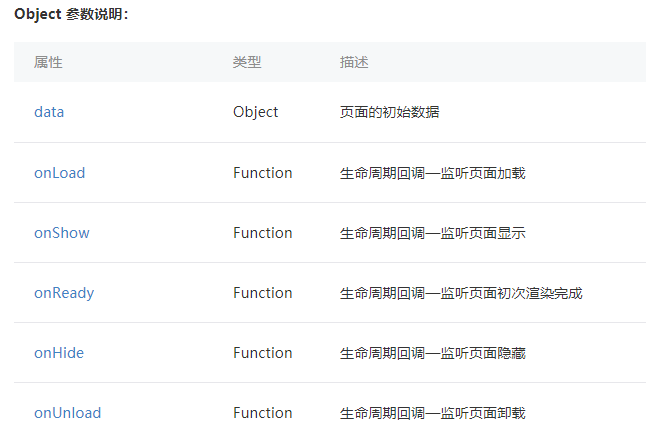 Object 参数说明：
属性 类型 描述
data Object 页面的初始数据
onLoad Function 生命周期回调—监听页面加载
onShow Function 生命周期回调—监听页面显示
onReady Function 生命周期回调—监听页面初次渲染完成
onHide Function 生命周期回调—监听页面隐藏
onUnload Function 生命周期回调—监听页面卸载